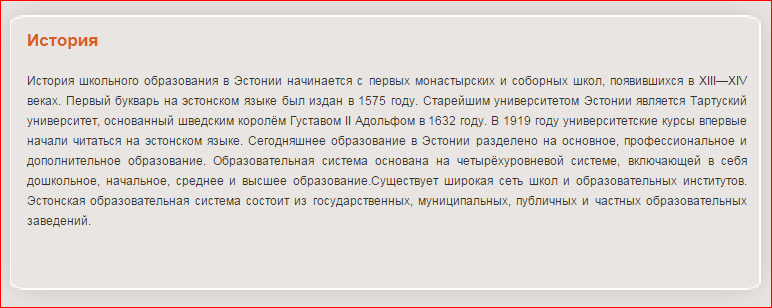 История
История школьного образования в Эстонии начинается с первых монастырских и соборных школ, появившихся в XIII—XIV
веках. Первый букварь на эстонском языке был издан в 1575 году. Старейшим университетом Эстонии является Тартуский
университет, основанный шведским королём Густавом II Адольфом в 1632 году. В 1919 году университетские курсы впервые
начали читаться на эстонском языке. Сегодняшнее образование в Эстонии разделено на основное, профессиональное и
дополнительное образование. Образовательная система основана на четырёхуровневой системе, включающей в себя
дошкольное, начальное, среднее и высшее образование.Существует широкая сеть школ и образовательных институтов.
Эстонская образовательная система состоит из государственных, муниципальных, публичных и частных образовательных
заведений.